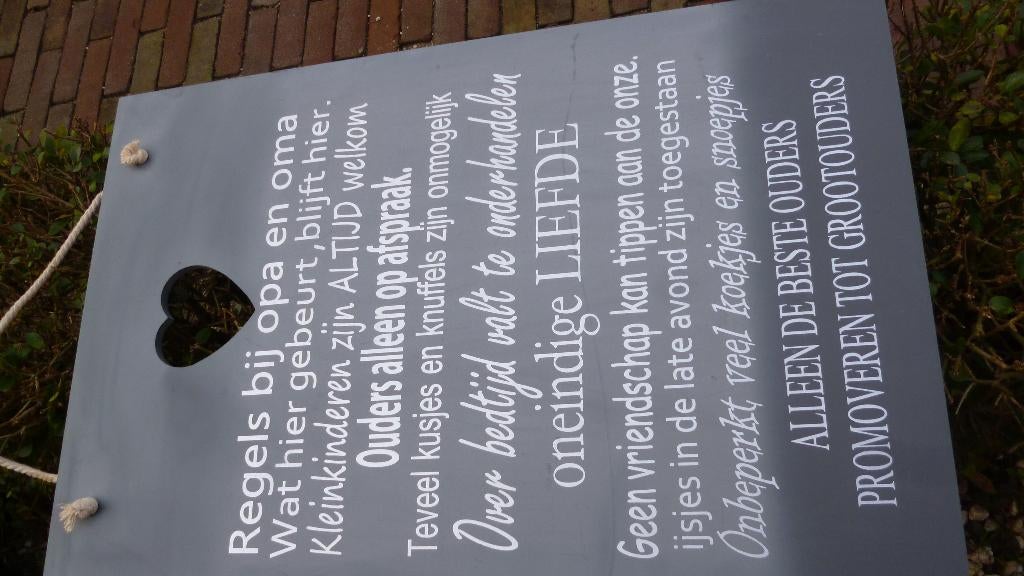 Regels bij opa en oma
Wat hier gebeurt, blijft hier.
Kleinkinderen zijn ALTIJD welkom
Ouders alleen op afspraak.
Teveel kusjes en knuffels zijn onmogelijk
Over bedtijd valt te onderhandelen
oneindige LIEFDE
Geen vriendschap kan tippen aan de onze.
ijsjes in de late avond zijn toegestaan
Onbeperkt veel koekjes en snoepjes
ALLEEN DE BESTE OUDERS
PROMOVEREN TOT GROOTOUDERS